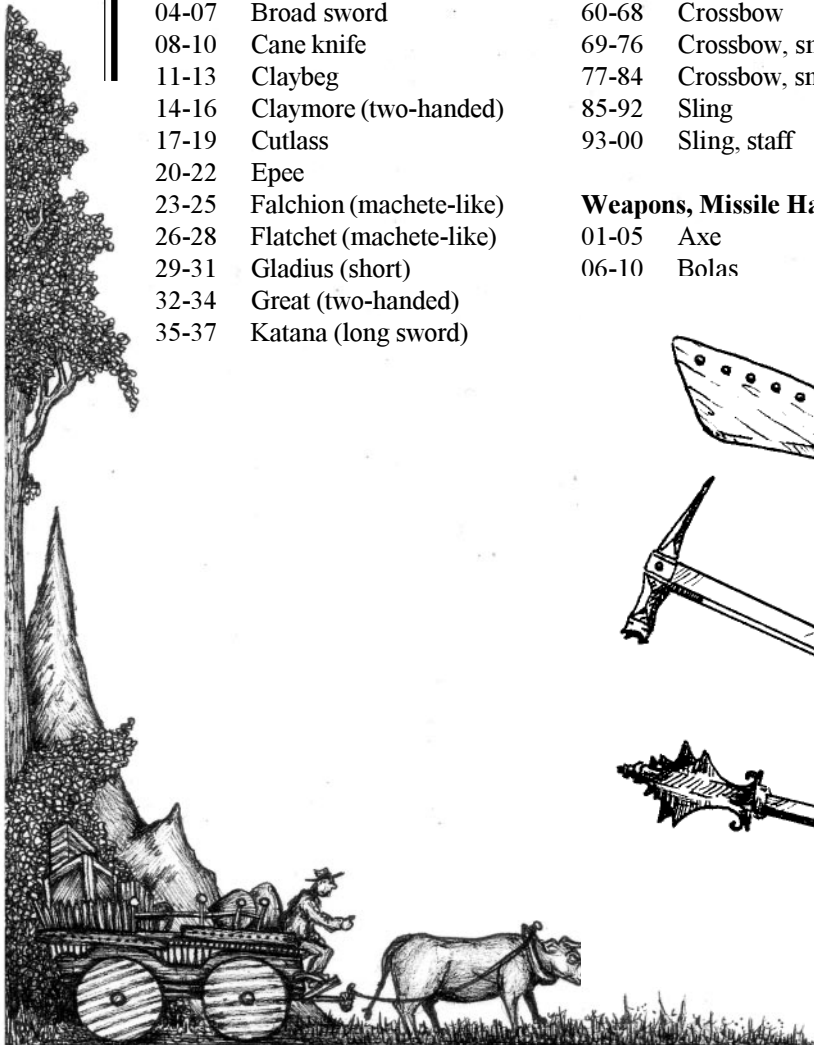 04-07 Broad sword
08-10 Cane knife
11-13 Claybeg
14-16 Claymore (two-handed)
17-19 Cutlass
20-22 Epee
23-25 Falchion (machete-like)
26-28 Flatchet (machete-like)
29-31 Gladius (short)
32-34 Great (two-handed)
35-37 Katana (long sword)
60-68 Crossbow
69-76 Crossbow,
77-84 Crossbow,
85-92 Sling
93-00 Sling, staff
Weapons, Missile
01-05 Axe
06-10 Bolas